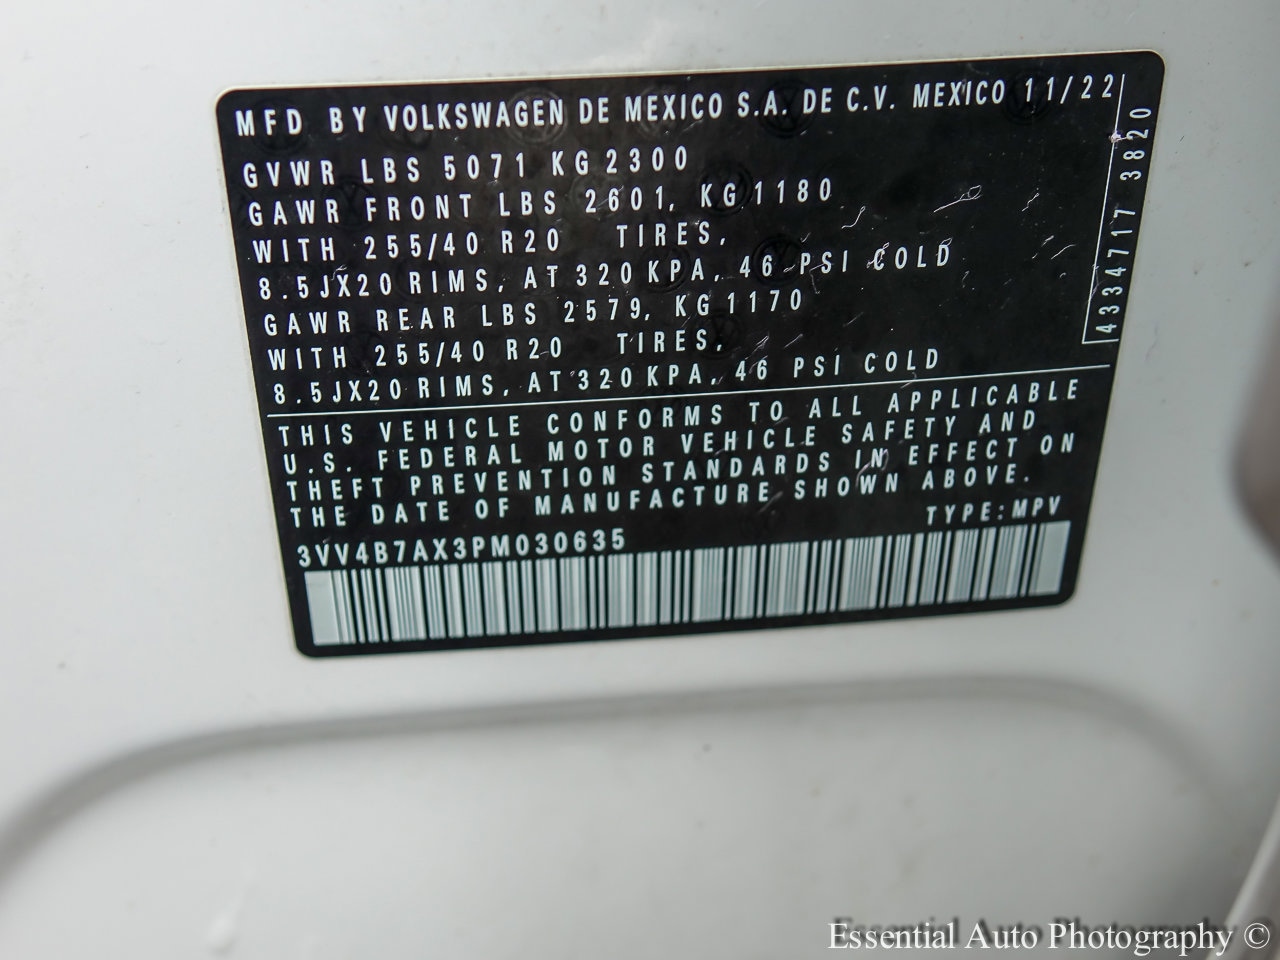 MFD BY VOLKSWAGEN DE MEXICO S.A. DE C.V. MEXICO 11/22
GVWR LBS 5071 KG 2300
GAWR FRONT LBS 2601, KG 1180
WITH 255/40 R20 TIRES,
8.5JX20 RIMS, AT 320 KPA, 46 PSI COLD
GAWR REAR LBS 2579, KG 1170
WITH 255/40 R20 TIRES,
8.5JX20 RIMS, AT 320 KPA, 46 PSI COLD
4334717 3820
THIS VEHICLE CONFORMS TO ALL APPLICABLE
U.S. FEDERAL MOTOR VEHICLE SAFETY AND
THEFT PREVENTION STANDARDS IN EFFECT ON
THE DATE OF MANUFACTURE SHOWN ABOVE.
TYPE:MPV
3VV4B7AX3PM030635
Essential Auto Photography ©